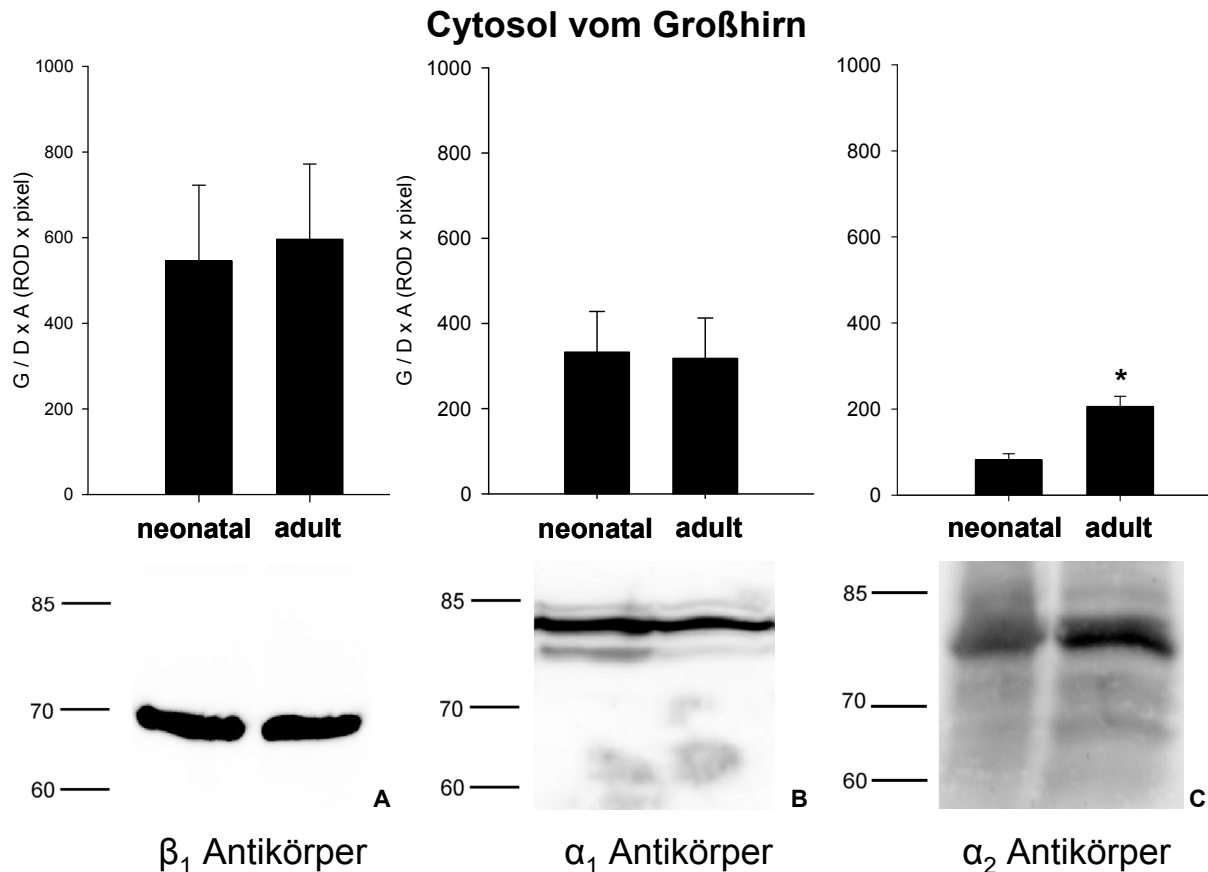 Cytosol vom Großhirn
1000
800
600
400
200
0
G / D x A (ROD x pixel)
neonatal adult
1000
800
600
400
200
0
G / D x A (ROD x pixel)
neonatal adult
1000
800
600
400
200
0
*
neonatal adult
85
70
60
A
85
70
60
B
85
70
60
C
β₁ Antikörper
α₁ Antikörper
α₂ Antikörper